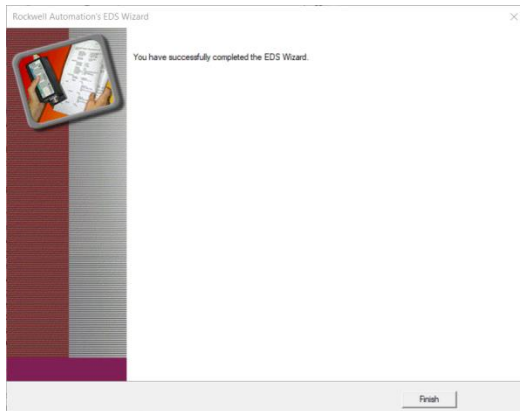 Rockwell Automation's EDS Wizard
You have successfully completed the EDS Wizard.
Finish